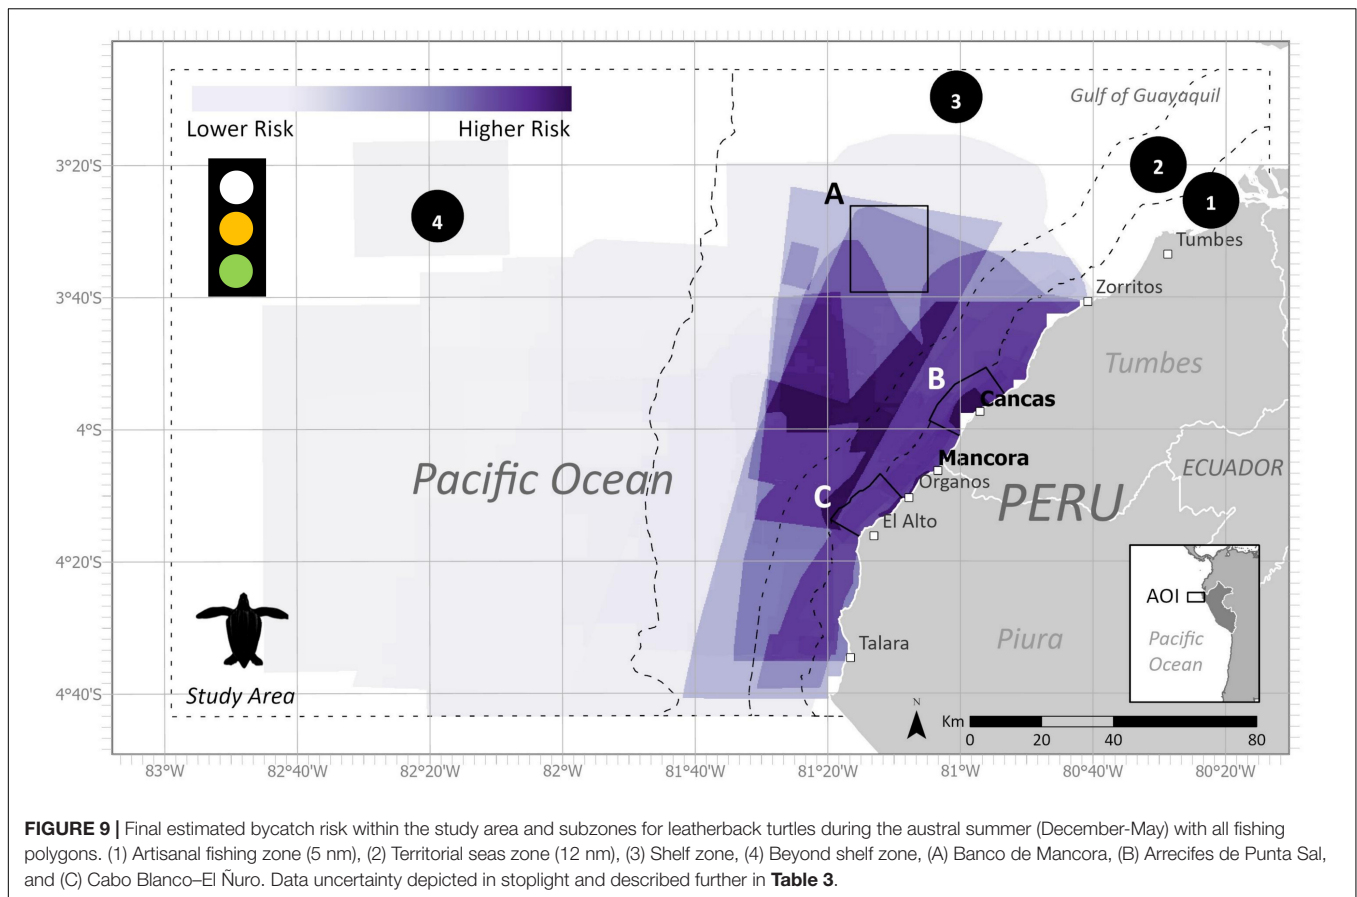 Lower Risk
Higher Risk
Gulf of Guayaquil
3
2
1
4
A
B
C
3°20'S
3°40'S
4°S
4°20'S
4°40'S
Tumbes
Zorritos
Tumbes
Cancas
Mancora
Organos
El Alto
ECUADOR
PERU
Pacific Ocean
Talara
Piura
AOI
Pacific
Ocean
Study Area
N
Km
0 20 40 80
83°W 82°40'W 82°20'W 82°W 81°40'W 81°20'W 81°W 80°40'W 80°20'W
FIGURE 9 | Final estimated bycatch risk within the study area and subzones for leatherback turtles during the austral summer (December-May) with all fishing
polygons. (1) Artisanal fishing zone (5 nm), (2) Territorial seas zone (12 nm), (3) Shelf zone, (4) Beyond shelf zone, (A) Banco de Mancora, (B) Arrecifes de Punta Sal,
and (C) Cabo Blanco–El Ñuro. Data uncertainty depicted in stoplight and described further in Table 3.